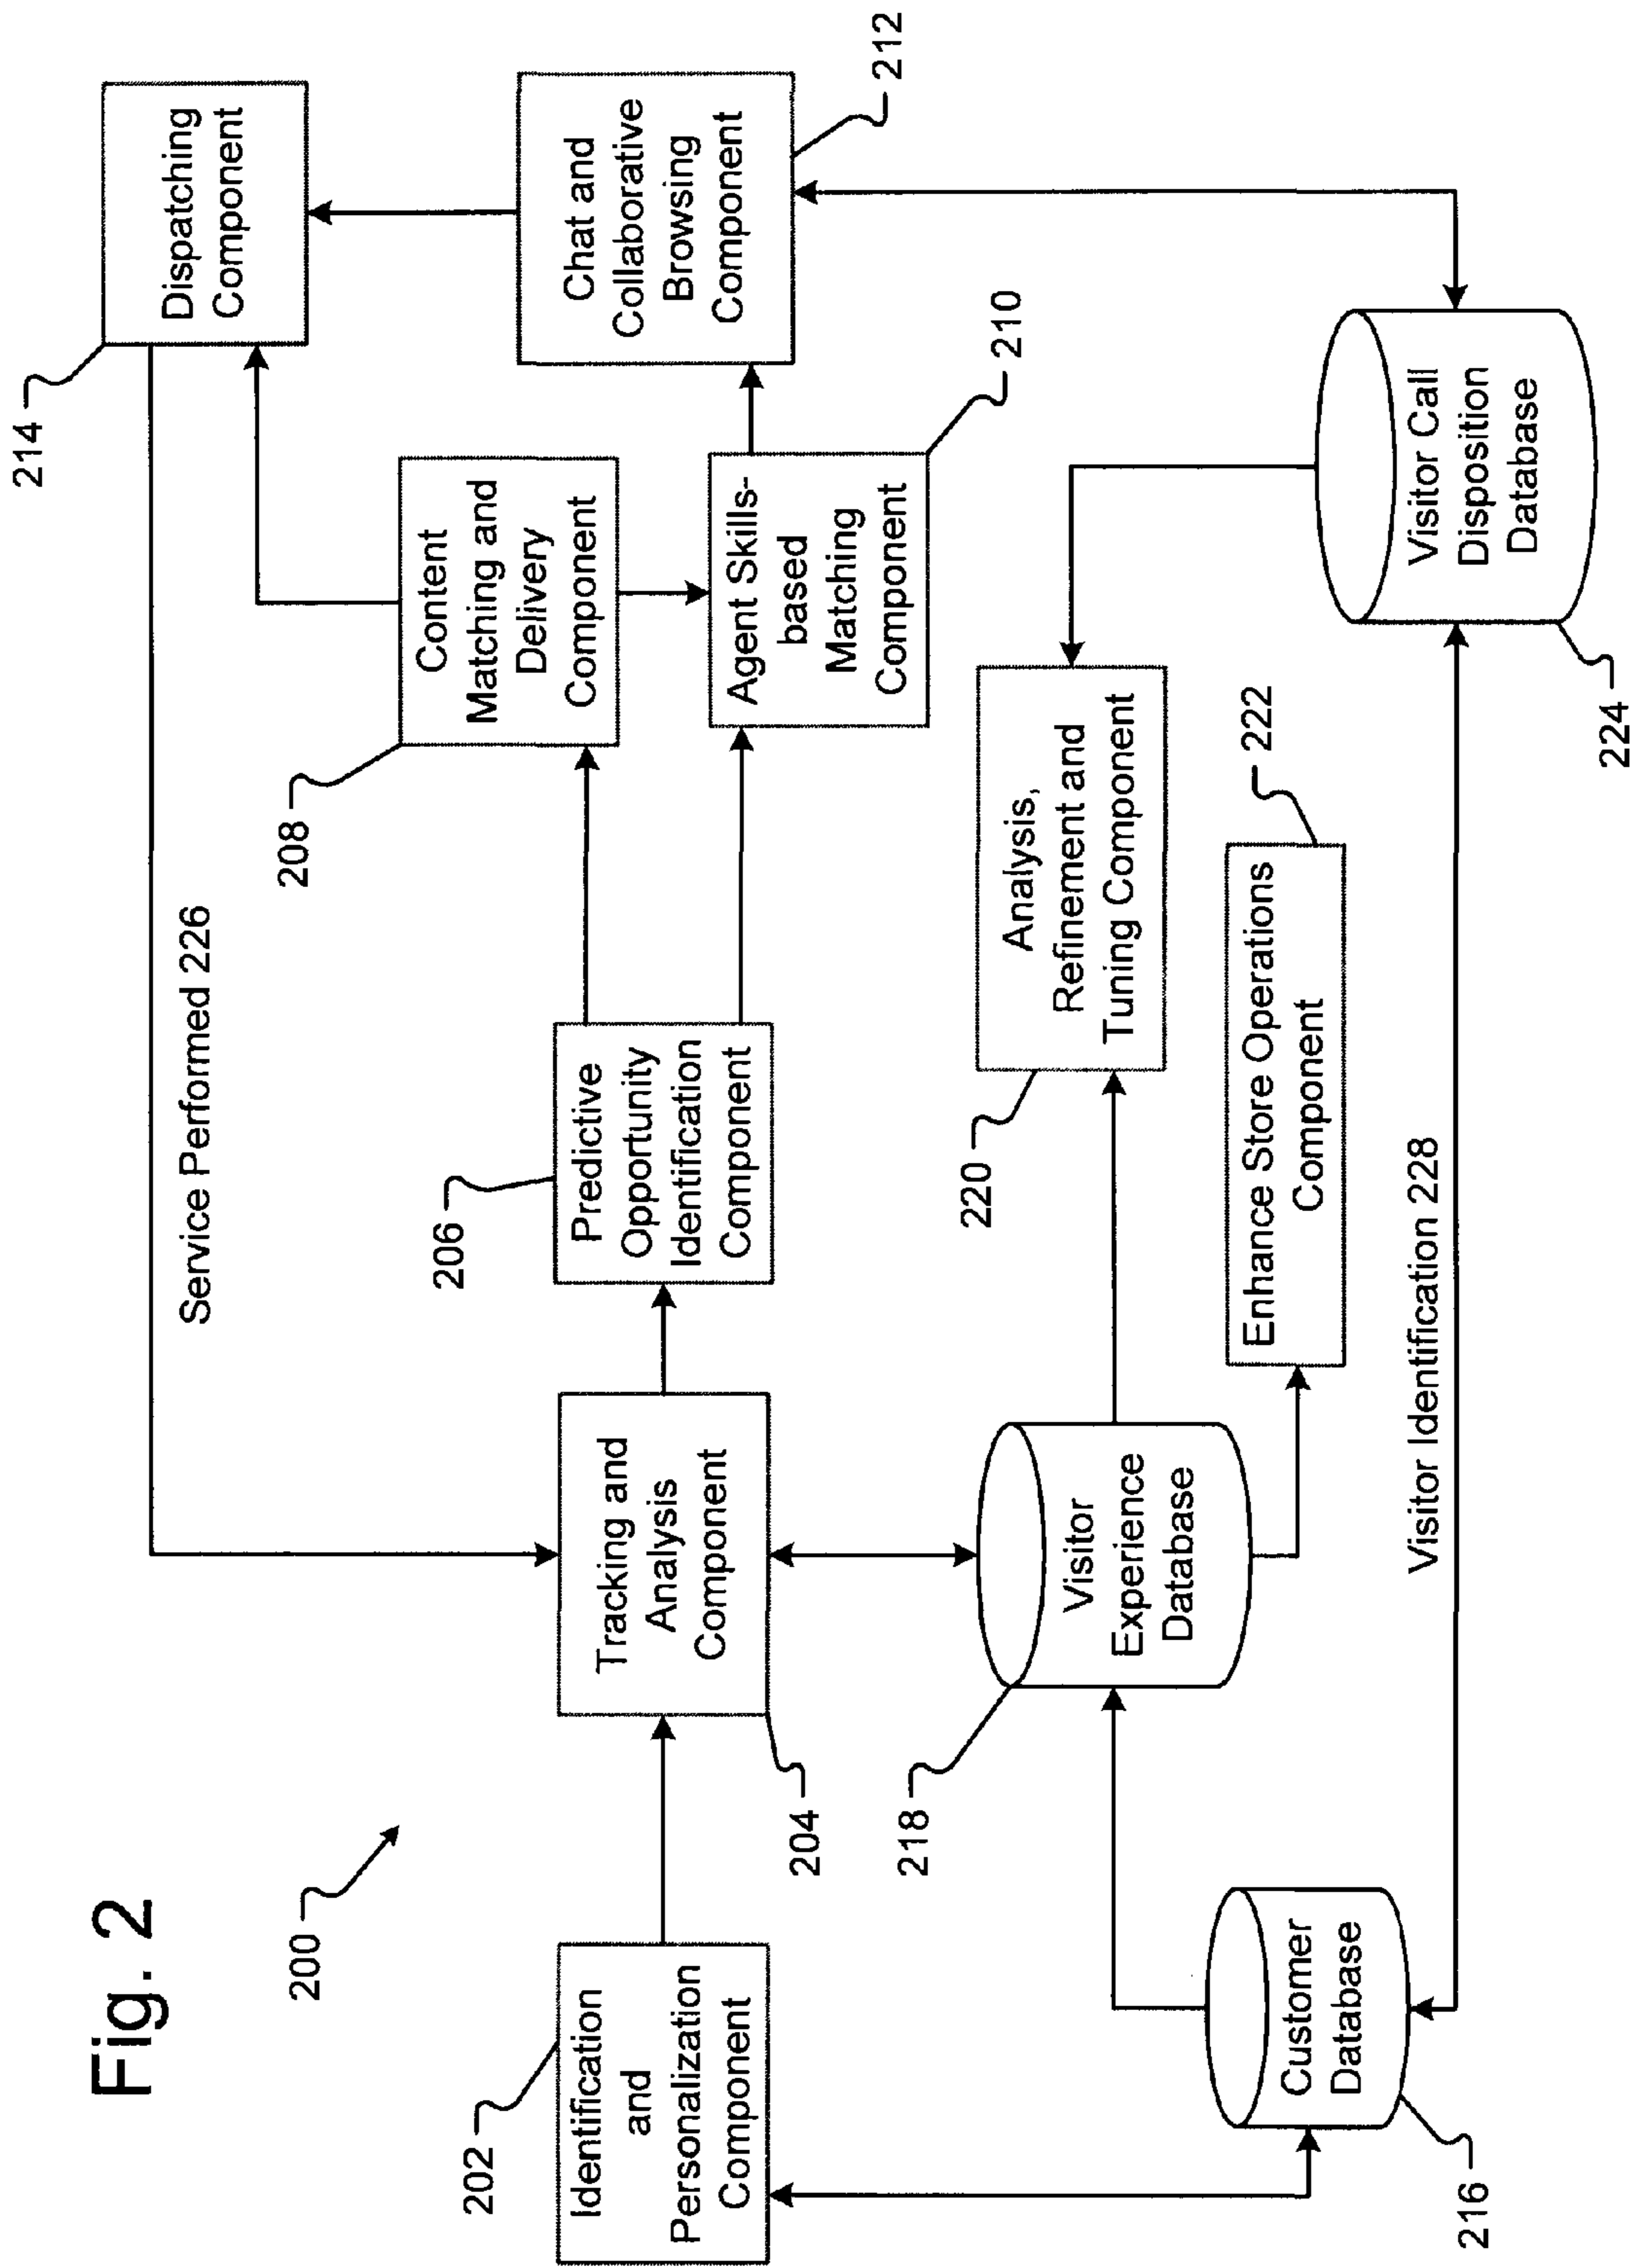 Fig. 2
200
Service Performed 226
214
Dispatching
Component
202
Identification
and
Personalization
Component
204
Tracking and
Analysis
Component
206
Predictive
Opportunity
Identification
Component
208
Content
Matching and
Delivery
Component
Agent Skills-
based
Matching
Component
210
Chat and
Collaborative
Browsing
Component
212
218
Visitor
Experience
Database
220
Analysis,
Refinement and
Tuning Component
Enhance Store Operations
Component
222
Customer
Database
216
Visitor Identification 228
Visitor Call
Disposition
Database
224